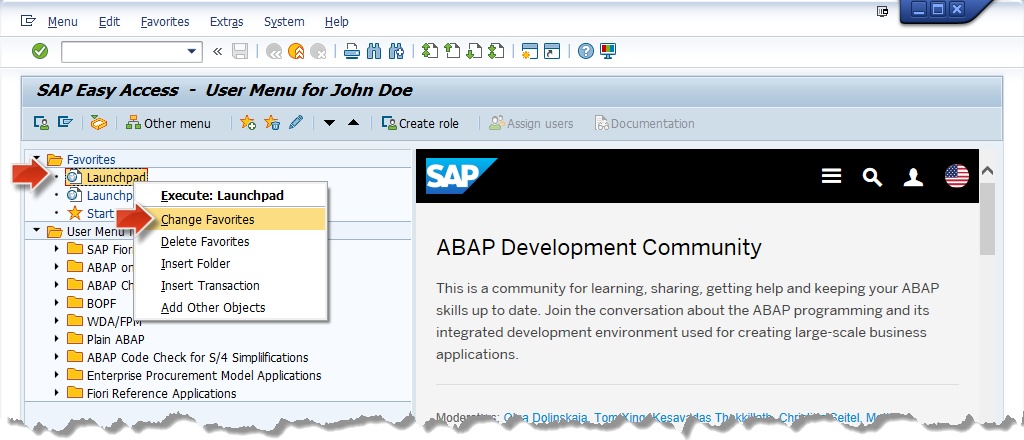 Menu Edit Favorites Extras System Help
SAP Easy Access - User Menu for John Doe
Other menu Create role Assign users Documentation
Favorites
Launchpad
Launchp
Start
User Menu
SAP Fior
ABAP on
ABAP Ch
BOPF
WDA/FPM
Plain ABAP
ABAP Code Check for S/4 Simplifications
Enterprise Procurement Model Applications
Fiori Reference Applications
Execute: Launchpad
Change Favorites
Delete Favorites
Insert Folder
Insert Transaction
Add Other Objects
SAP
ABAP Development Community
This is a community for learning, sharing, getting help and keeping your ABAP
skills up to date. Join the conversation about the ABAP programming and its
integrated development environment used for creating large-scale business
applications.
Moderators: Olga Dolinskaja, Tom Xing, Kesavadas Thekkillath,